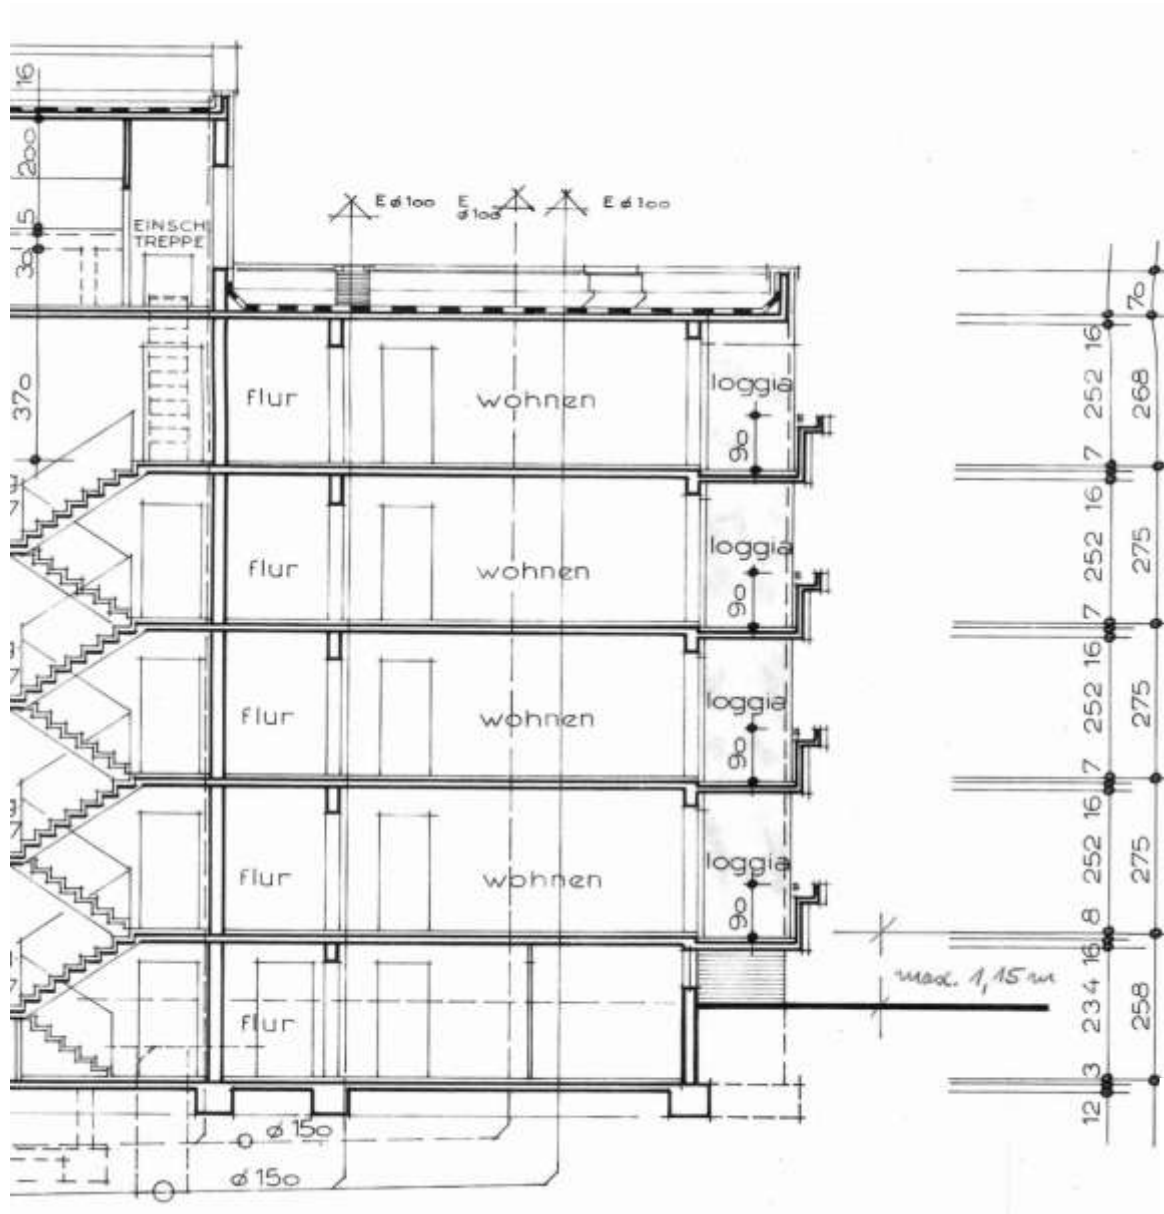 16
200
15
30
370
EINSCH
TREPPE
E ø 100
E
ø 100
E ø 100
flur
wohnen
loggia
90
flur
wohnen
loggia
90
flur
wohnen
loggia
90
flur
wohnen
loggia
90
flur
max. 1,15 m
ø 150
ø 150
70
16
252
268
7
16
252
275
7
16
252
275
7
16
252
275
8
16
234
258
3
12